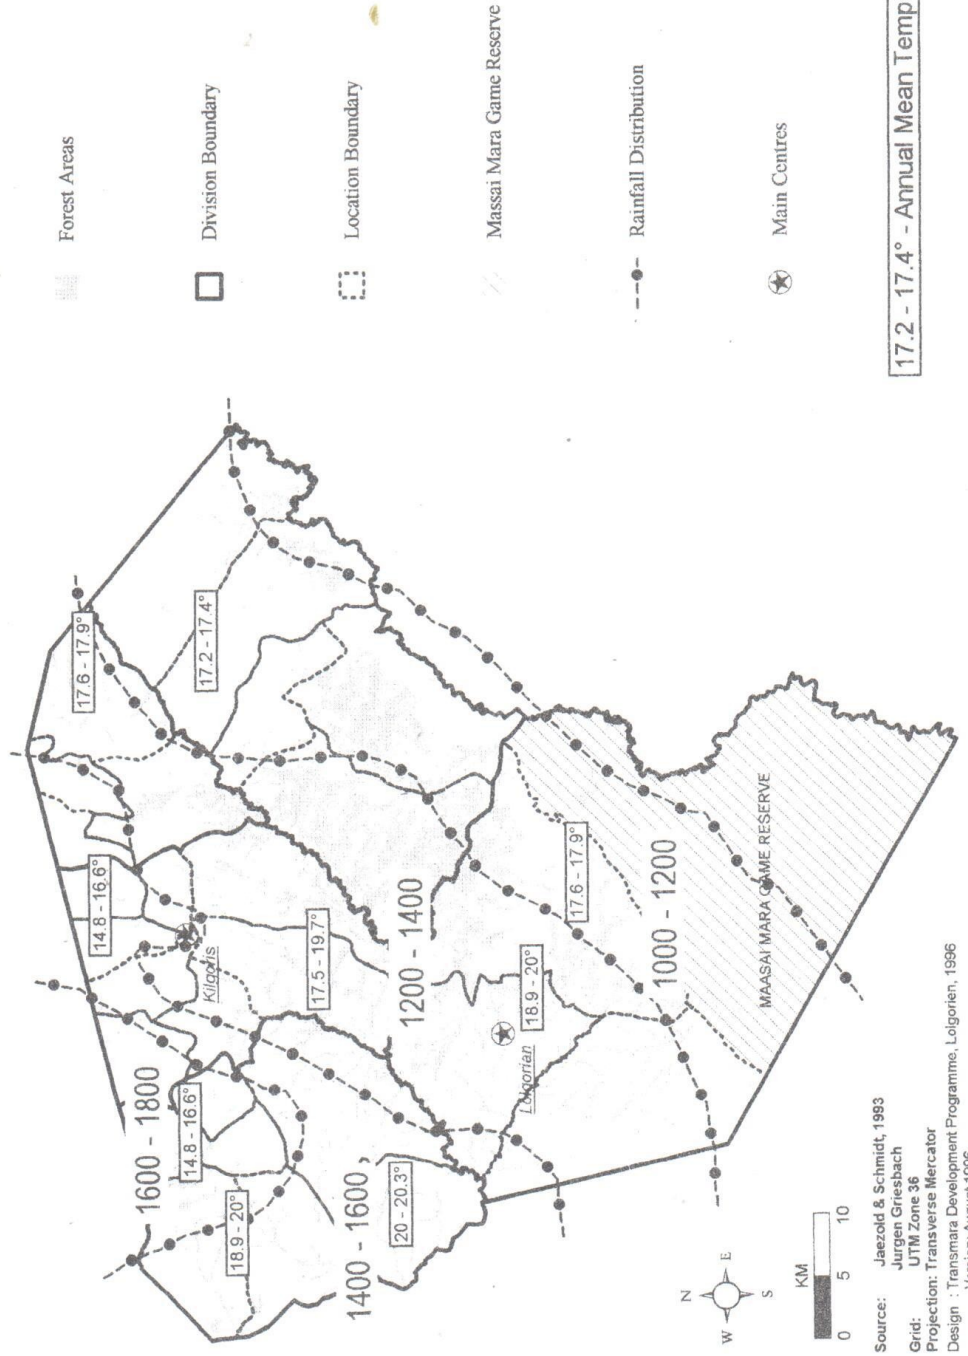 Forest Areas
Division Boundary
Location Boundary
Massai Mara Game Reserve
Rainfall Distribution
Main Centres
17.2 - 17.4° - Annual Mean Temp
17.6 - 17.9°
17.2 - 17.4°
14.8 - 16.6°
Kilgoris
17.5 - 19.7°
1200 - 1400
17.6 - 17.9°
1000 - 1200
MAASAI MARA GAME RESERVE
18.9 - 20°
Lolgorian
1600 - 1800
14.8 - 16.6°
18.9 - 20°
1400 - 1600
20 - 20.3°
N
W
E
S
KM
0 5 10
Source: Jaezold & Schmidt, 1993
Jurgen Griesbach
Grid: UTM Zone 36
Projection: Transverse Mercator
Design : Transmara Development Programme, Lolgorien, 1996